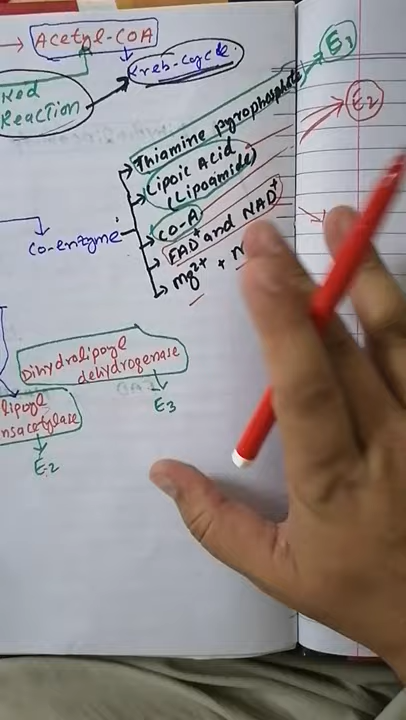 → Acetyl-COA
Kreb-Cycle
Reaction
Thiamine pyrophosphate
E1
Lipoic Acid
(Lipoamide)
E2
CO-A
FAD⁺ and NAD⁺
Mg²⁺ +
Co-enzyme
Dihydrolipoyl
dehydrogenase
E3
lipoyl
nsacetylase
E2